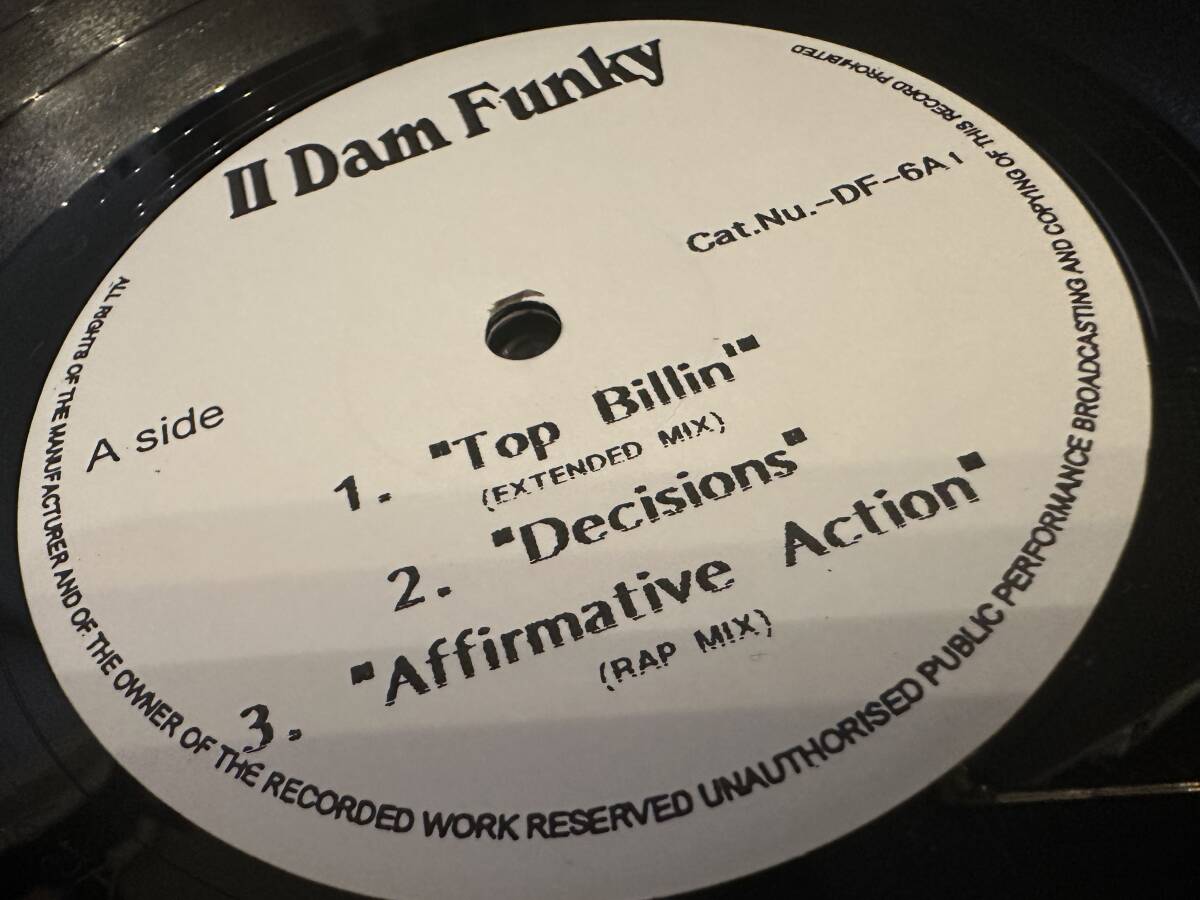 II Dam Funky
Cat.Nu.-DF-6A1
A side
1. "Top Billin'"
(EXTENDED MIX)
2. "Decisions"
3. "Affirmative Action"
(RAP MIX)
ALL RIGHTS OF THE MANUFACTURER AND OF THE OWNER OF THE RECORDED WORK RESERVED UNAUTHORISED PUBLIC PERFORMANCE BROADCASTING AND COPYING OF THIS RECORD PROHIBITED